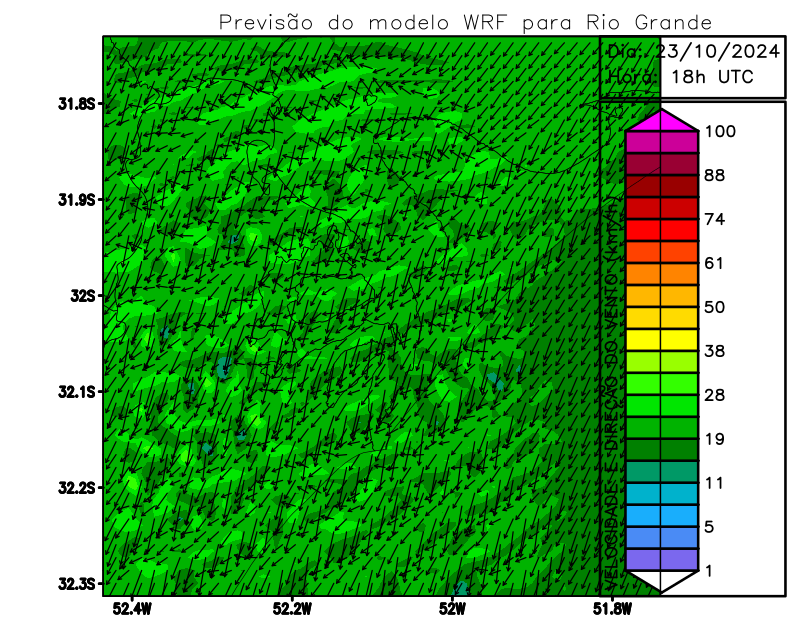 Previsão do modelo WRF para Rio Grande
Dia: 23/10/2024
Hora: 18h UTC
31.8S
31.9S
32S
32.1S
32.2S
32.3S
52.4W
52.2W
52W
51.8W
VELOCIDADE E DIREÇÃO DO VENTO (km/h)
100
88
74
61
50
38
28
19
11
5
1